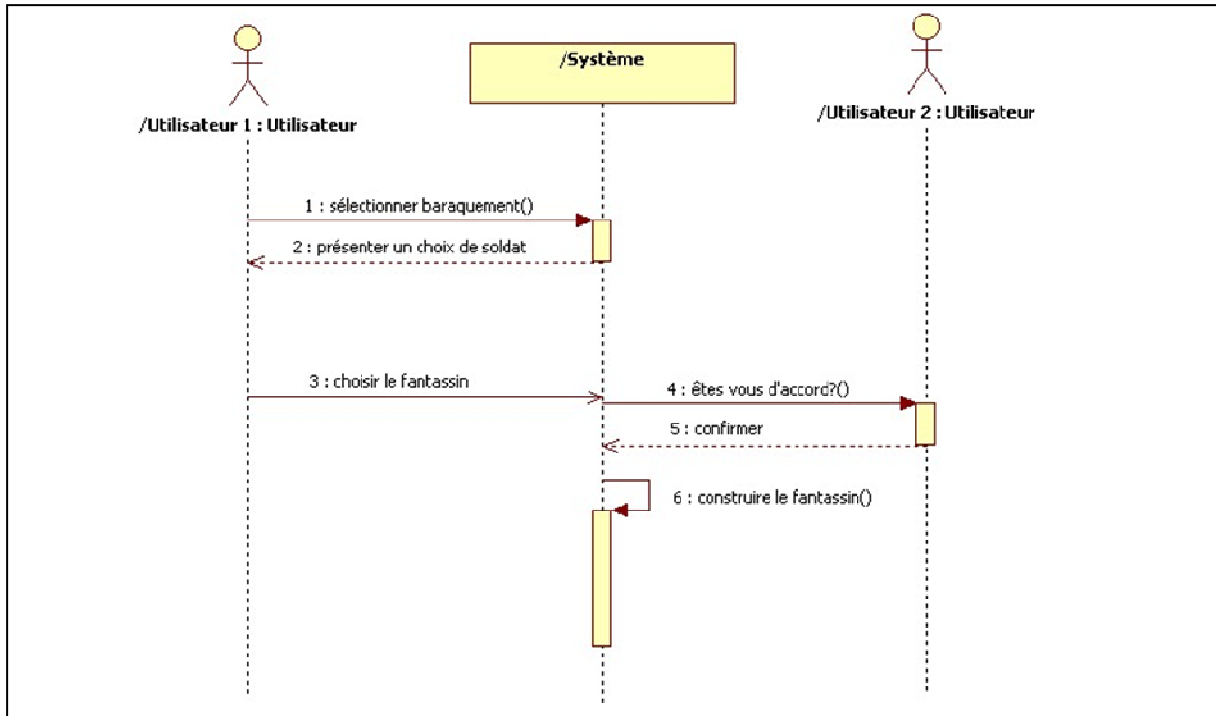 /Système
/Utilisateur 1 : Utilisateur
/Utilisateur 2 : Utilisateur
1 : sélectionner baraquement()
2 : présenter un choix de soldat
3 : choisir le fantassin
4 : êtes vous d'accord?()
5 : confirmer
6 : construire le fantassin()